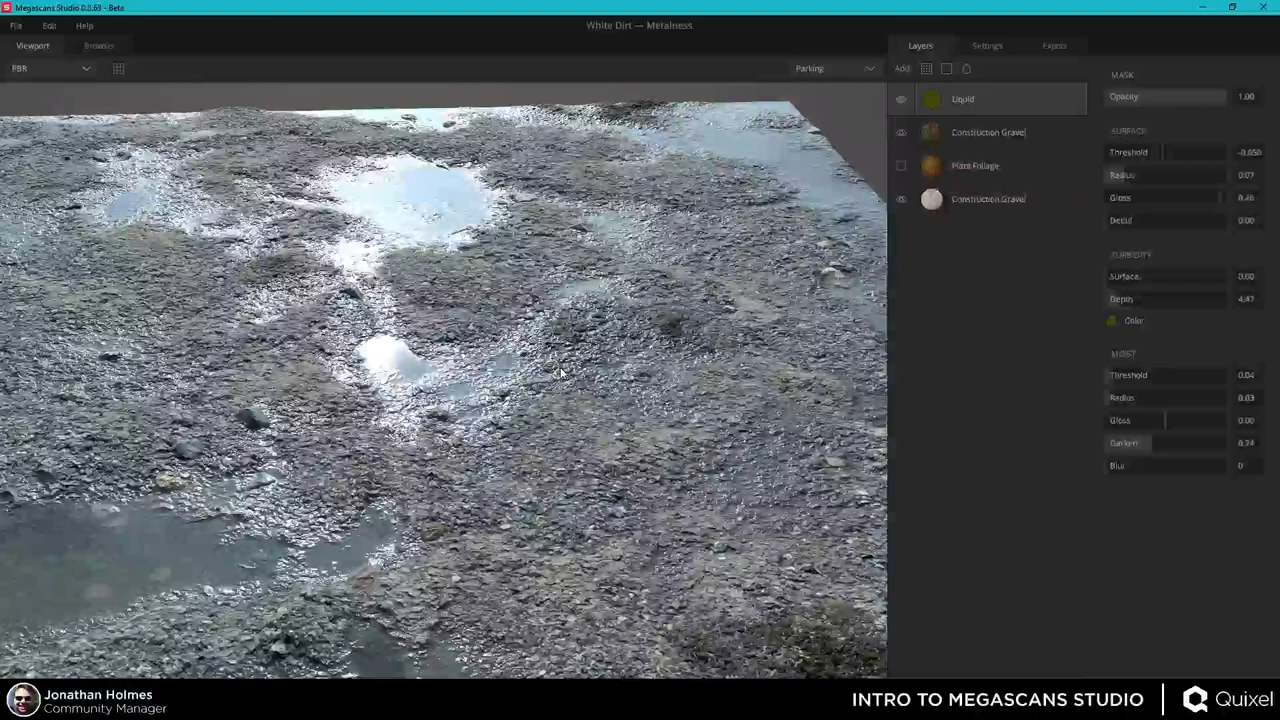 Megascans Studio 0.8.63 - Beta
File Edit Help
White Dirt — Metalness
Viewport Browser
Layers Settings Export
PBR
Parking
Add:
Liquid
Construction Gravel
Plant Foliage
Construction Gravel
MASK
Opacity 1.00
SURFACE
Threshold -0.650
Radius 0.07
Gloss 0.46
Detail 0.00
TURBIDITY
Surface 0.00
Depth 4.47
Color
MOIST
Threshold 0.04
Radius 0.03
Gloss 0.00
Darken 0.24
Blur 0
Jonathan Holmes
Community Manager
INTRO TO MEGASCANS STUDIO
Quixel